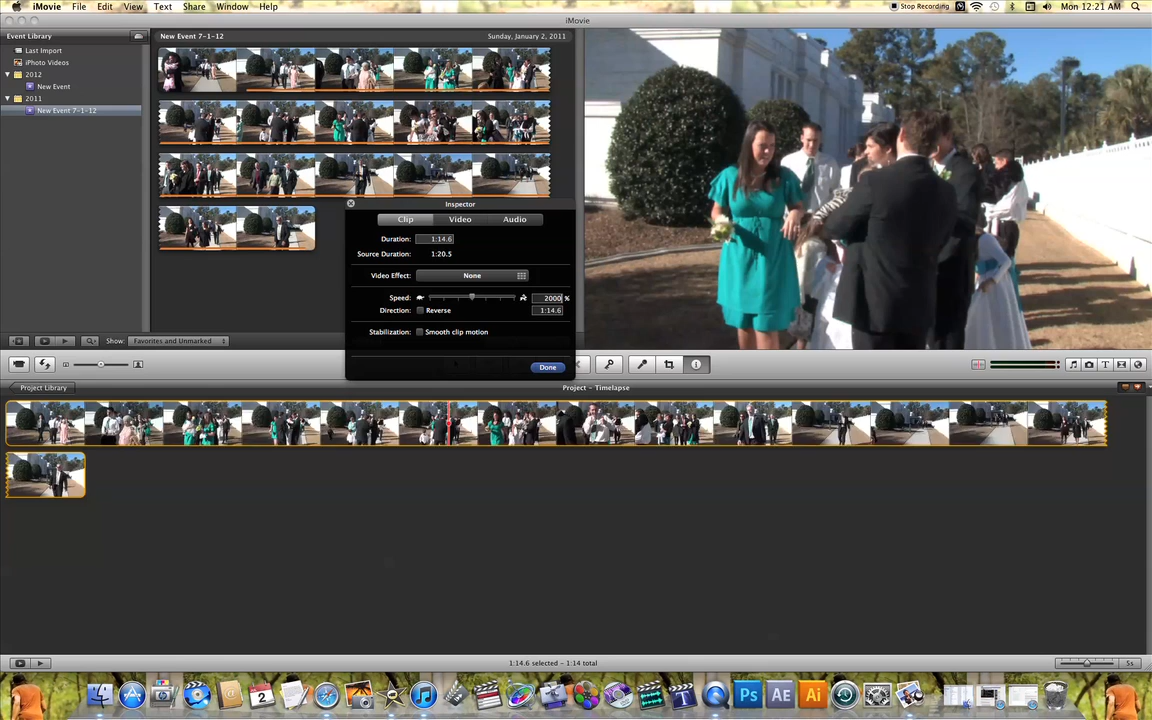 iMovie File Edit View Text Share Window Help Stop Recording Mon 12:21 AM
iMovie
Event Library
Last Import
iPhoto Videos
2012
New Event
2011
New Event 7-1-12
New Event 7-1-12 Sunday, January 2, 2011
Inspector
Clip Video Audio
Duration: 1:14.6
Source Duration: 1:20.5
Video Effect: None
Speed: 2000 %
Direction: Reverse 1:14.6
Stabilization: Smooth clip motion
Done
Show: Favorites and Unmarked
Project Library Project - Timelapse
1:14.6 selected - 1:14 total 5s
2
Ps Ae Ai